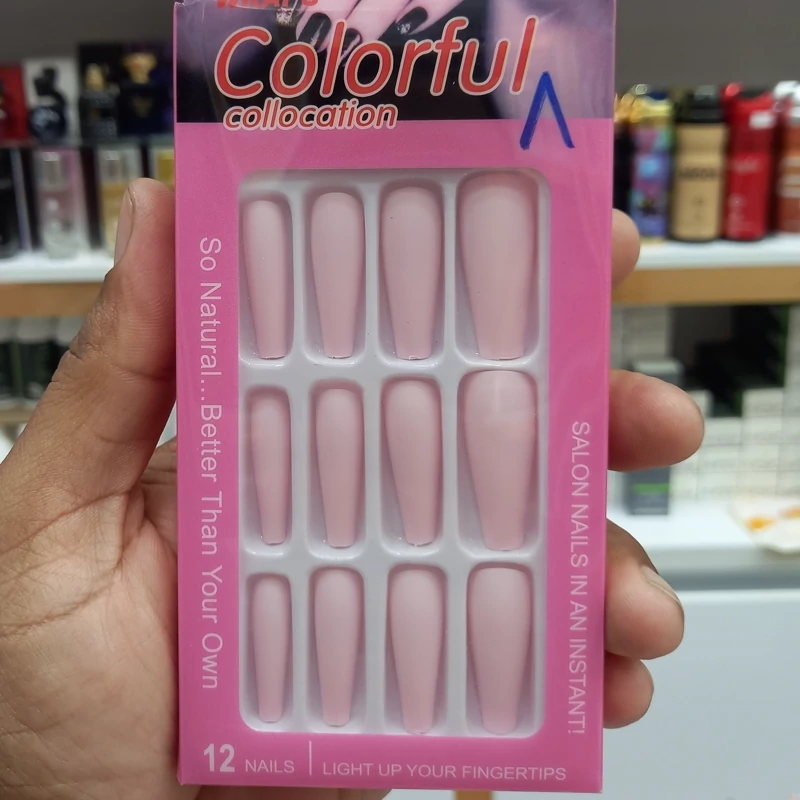 Colorful
collocation
So Natural...Better Than Your Own
SALON NAILS IN AN INSTANT!
12 NAILS | LIGHT UP YOUR FINGERTIPS